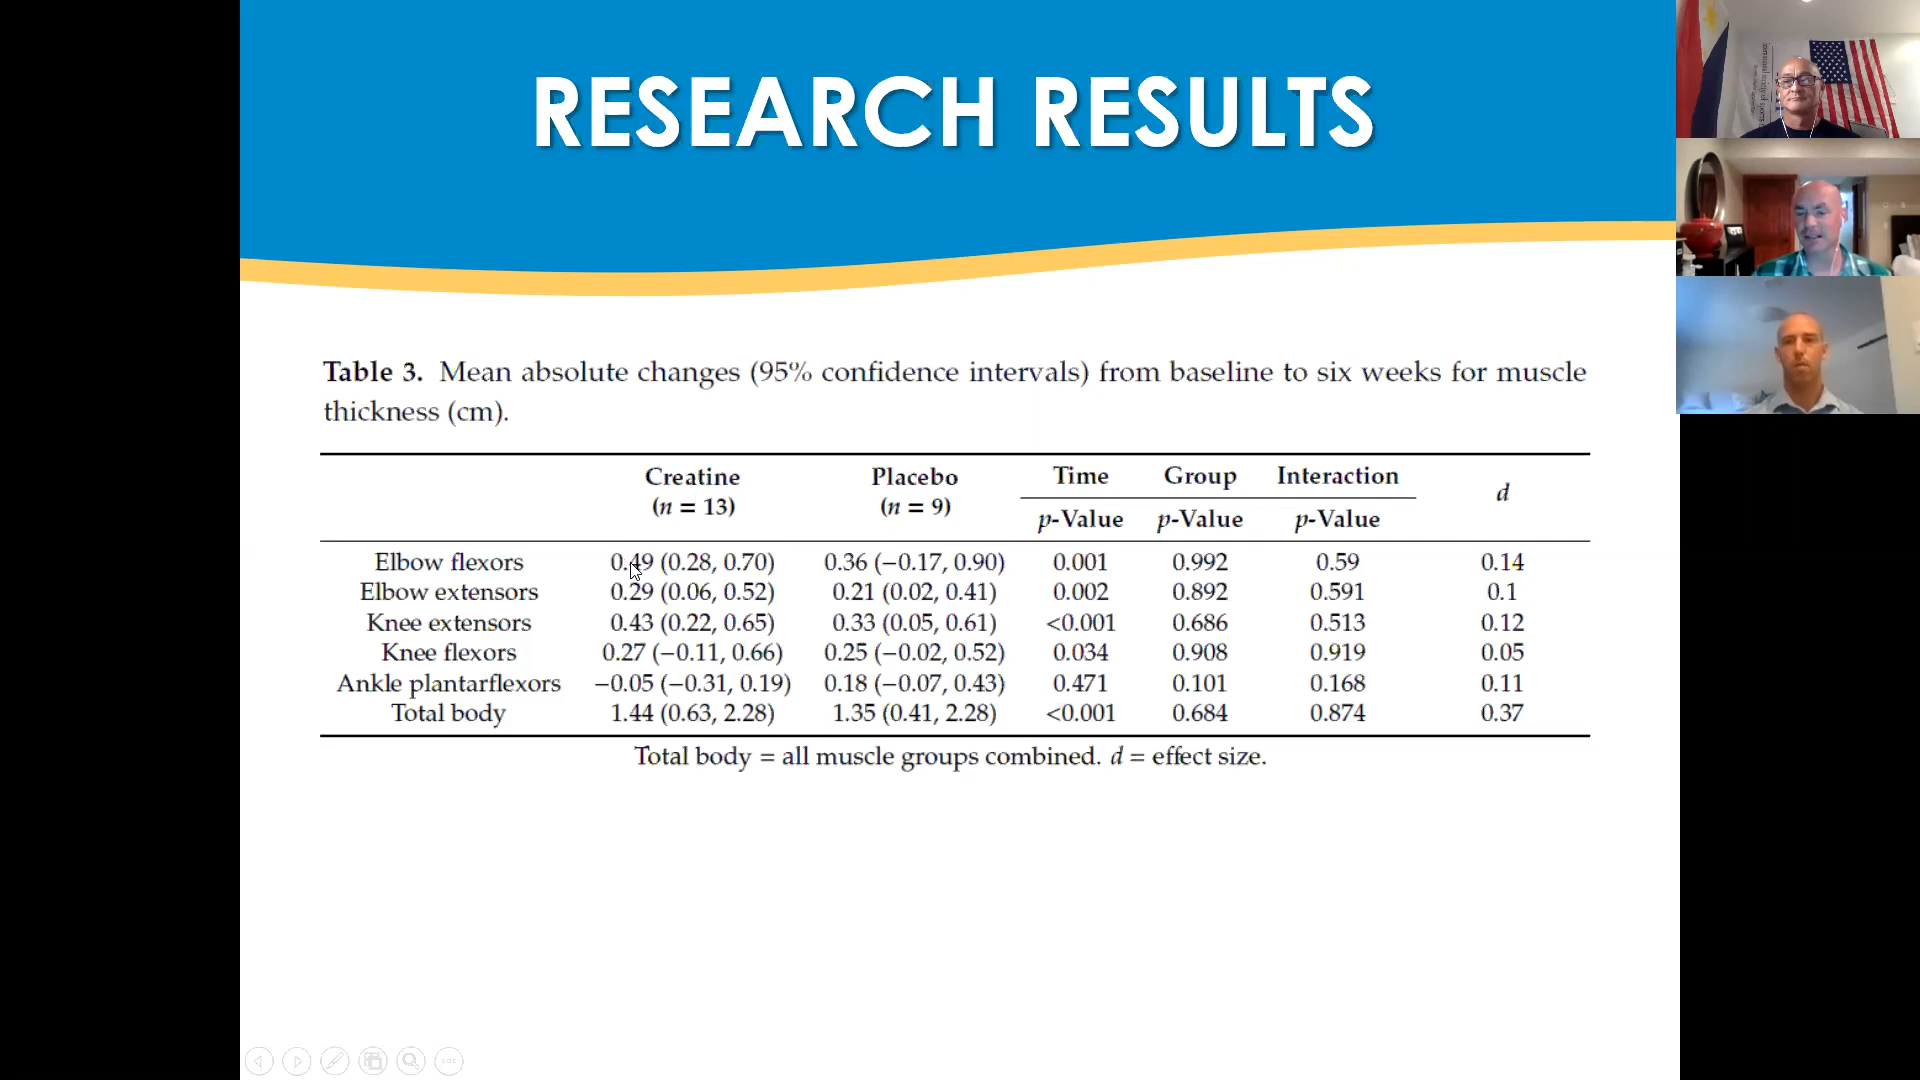 RESEARCH RESULTS
Table 3. Mean absolute changes (95% confidence intervals) from baseline to six weeks for muscle
thickness (cm).
Creatine Placebo Time Group Interaction d
(n = 13) (n = 9) p-Value p-Value p-Value
Elbow flexors 0.49 (0.28, 0.70) 0.36 (−0.17, 0.90) 0.001 0.992 0.59 0.14
Elbow extensors 0.29 (0.06, 0.52) 0.21 (0.02, 0.41) 0.002 0.892 0.591 0.1
Knee extensors 0.43 (0.22, 0.65) 0.33 (0.05, 0.61) <0.001 0.686 0.513 0.12
Knee flexors 0.27 (−0.11, 0.66) 0.25 (−0.02, 0.52) 0.034 0.908 0.919 0.05
Ankle plantarflexors −0.05 (−0.31, 0.19) 0.18 (−0.07, 0.43) 0.471 0.101 0.168 0.11
Total body 1.44 (0.63, 2.28) 1.35 (0.41, 2.28) <0.001 0.684 0.874 0.37
Total body = all muscle groups combined. d = effect size.